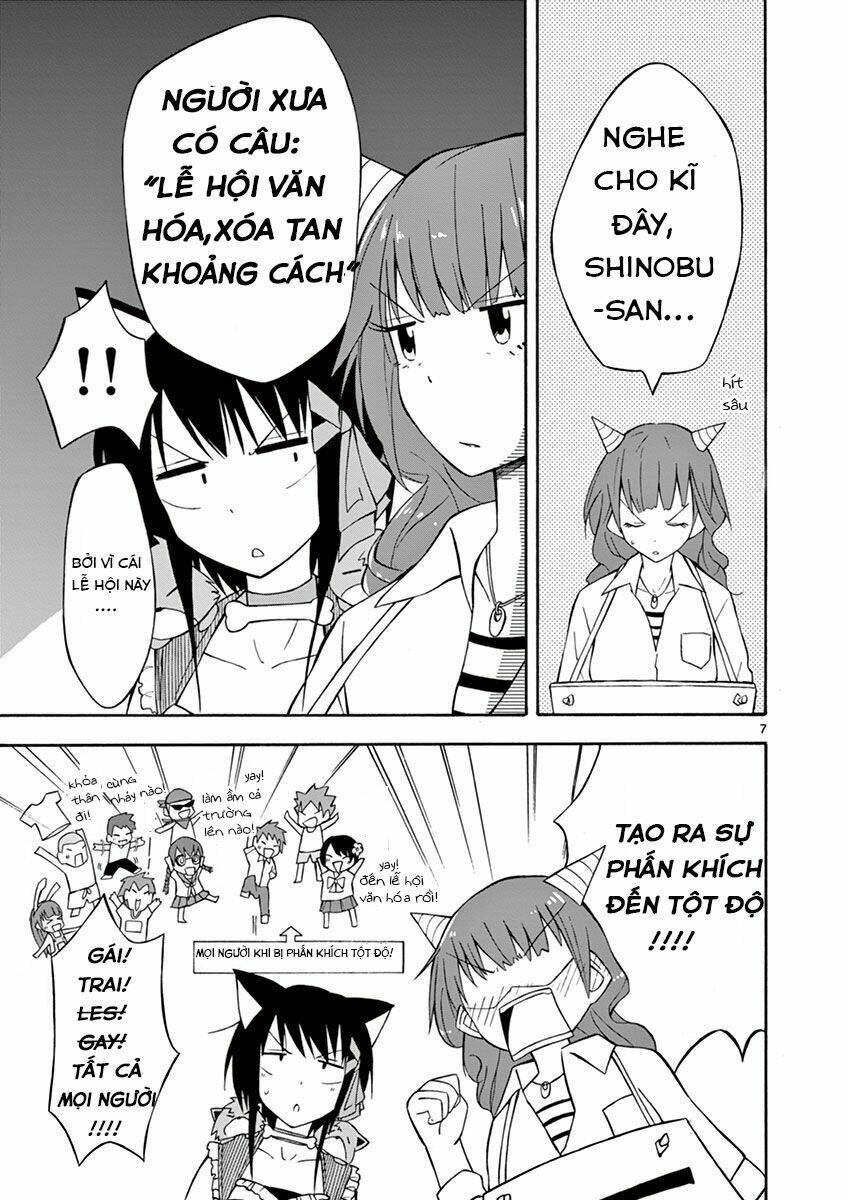 NGHE
CHO KĨ
ĐÂY,
SHINOBU
-SAN...
hít
sâu
NGƯỜI XƯA
CÓ CÂU:
"LỄ HỘI VĂN
HÓA,XÓA TAN
KHOẢNG CÁCH"
!!
BỞI VÌ CÁI
LỄ HỘI NÀY
....
7
TẠO RA SỰ
PHẤN KHÍCH
ĐẾN TỘT ĐỘ
!!!!
yay!
làm ầm cả
trường
lên nào!
cùng
nhảy nào!
khỏa
thân
đi!
yay!
đến lễ hội
văn hóa rồi!
MỌI NGƯỜI KHI BỊ PHẤN KHÍCH TỘT ĐỘ!
GÁI!
TRAI!
LES!
GAY!
TẤT CẢ
MỌI NGƯỜI
!!!!